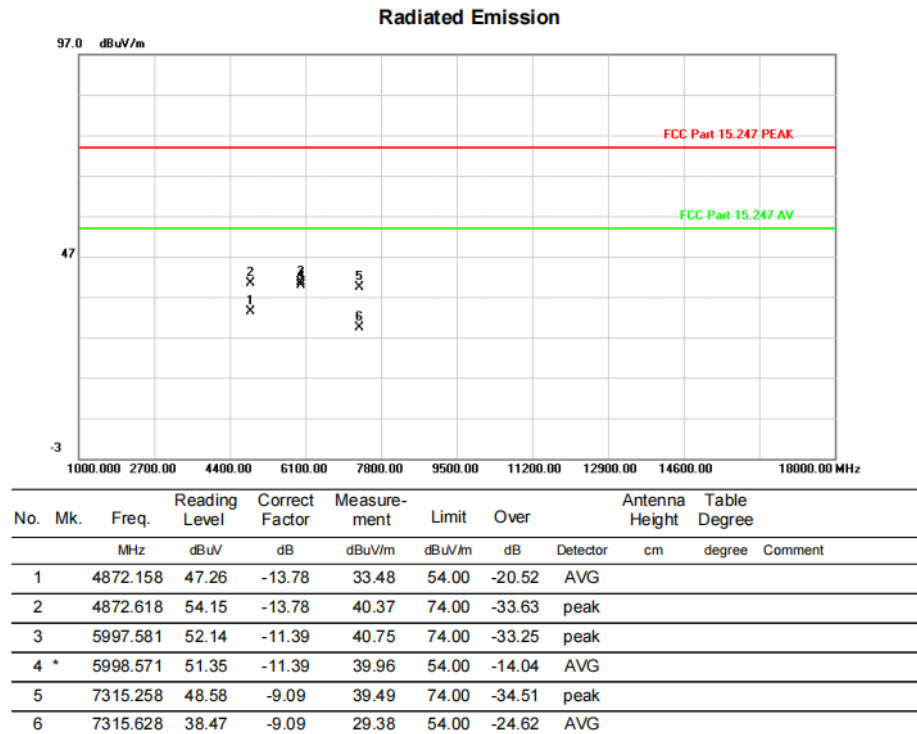 Radiated Emission
97.0 dBuV/m
FCC Part 15.247 PEAK
FCC Part 15.247 AV
47
2
3
4
5
1
6
-3
1000.000 2700.00 4400.00 6100.00 7800.00 9500.00 11200.00 12900.00 14600.00 18000.00 MHz
No. Mk. Freq. Reading Level Correct Factor Measure-ment Limit Over Antenna Height Table Degree
MHz dBuV dB dBuV/m dBuV/m dB Detector cm degree Comment
1 4872.158 47.26 -13.78 33.48 54.00 -20.52 AVG
2 4872.618 54.15 -13.78 40.37 74.00 -33.63 peak
3 5997.581 52.14 -11.39 40.75 74.00 -33.25 peak
4 * 5998.571 51.35 -11.39 39.96 54.00 -14.04 AVG
5 7315.258 48.58 -9.09 39.49 74.00 -34.51 peak
6 7315.628 38.47 -9.09 29.38 54.00 -24.62 AVG